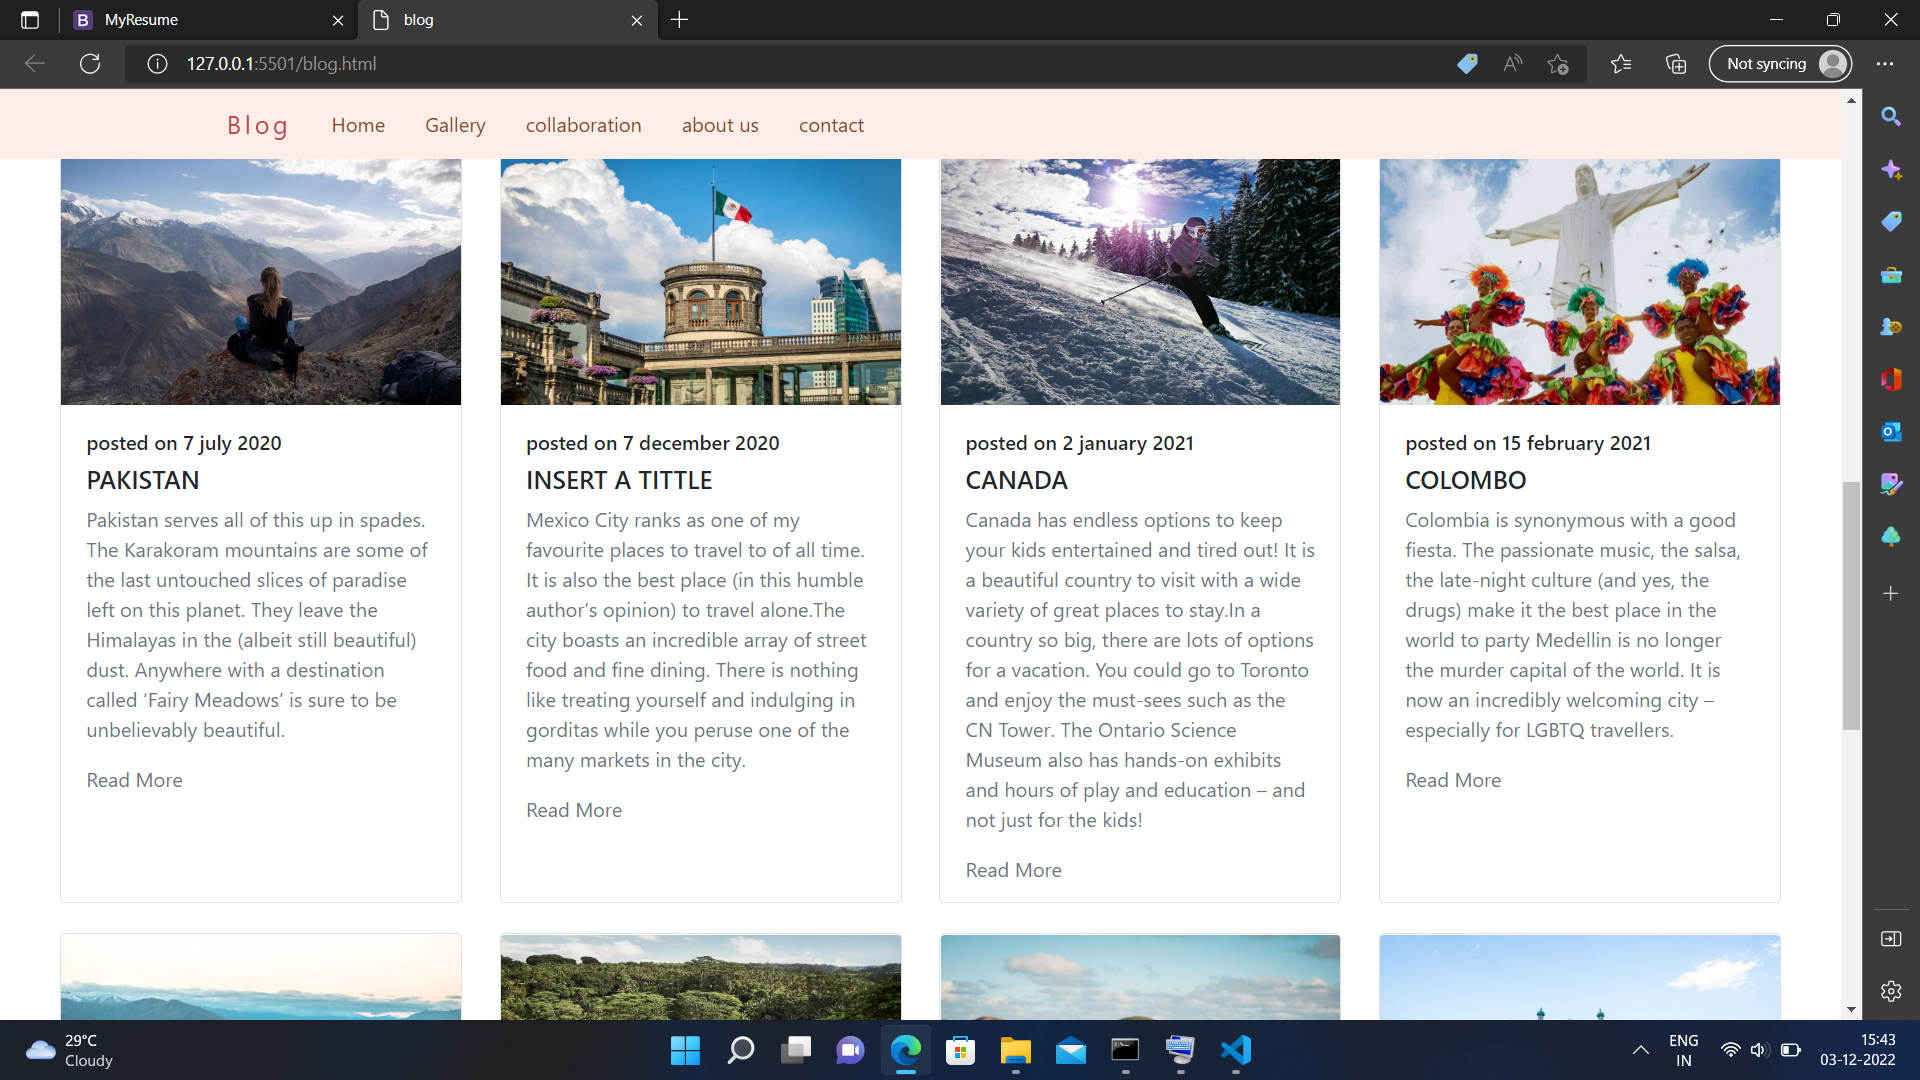 MyResume
blog
127.0.0.1:5501/blog.html
Not syncing
Blog
Home
Gallery
collaboration
about us
contact
posted on 7 july 2020
PAKISTAN
Pakistan serves all of this up in spades.
The Karakoram mountains are some of
the last untouched slices of paradise
left on this planet. They leave the
Himalayas in the (albeit still beautiful)
dust. Anywhere with a destination
called ‘Fairy Meadows’ is sure to be
unbelievably beautiful.
Read More
posted on 7 december 2020
INSERT A TITTLE
Mexico City ranks as one of my
favourite places to travel to of all time.
It is also the best place (in this humble
author’s opinion) to travel alone.The
city boasts an incredible array of street
food and fine dining. There is nothing
like treating yourself and indulging in
gorditas while you peruse one of the
many markets in the city.
Read More
posted on 2 january 2021
CANADA
Canada has endless options to keep
your kids entertained and tired out! It is
a beautiful country to visit with a wide
variety of great places to stay.In a
country so big, there are lots of options
for a vacation. You could go to Toronto
and enjoy the must-sees such as the
CN Tower. The Ontario Science
Museum also has hands-on exhibits
and hours of play and education – and
not just for the kids!
Read More
posted on 15 february 2021
COLOMBO
Colombia is synonymous with a good
fiesta. The passionate music, the salsa,
the late-night culture (and yes, the
drugs) make it the best place in the
world to party Medellin is no longer
the murder capital of the world. It is
now an incredibly welcoming city –
especially for LGBTQ travellers.
Read More
29°C
Cloudy
ENG
IN
15:43
03-12-2022